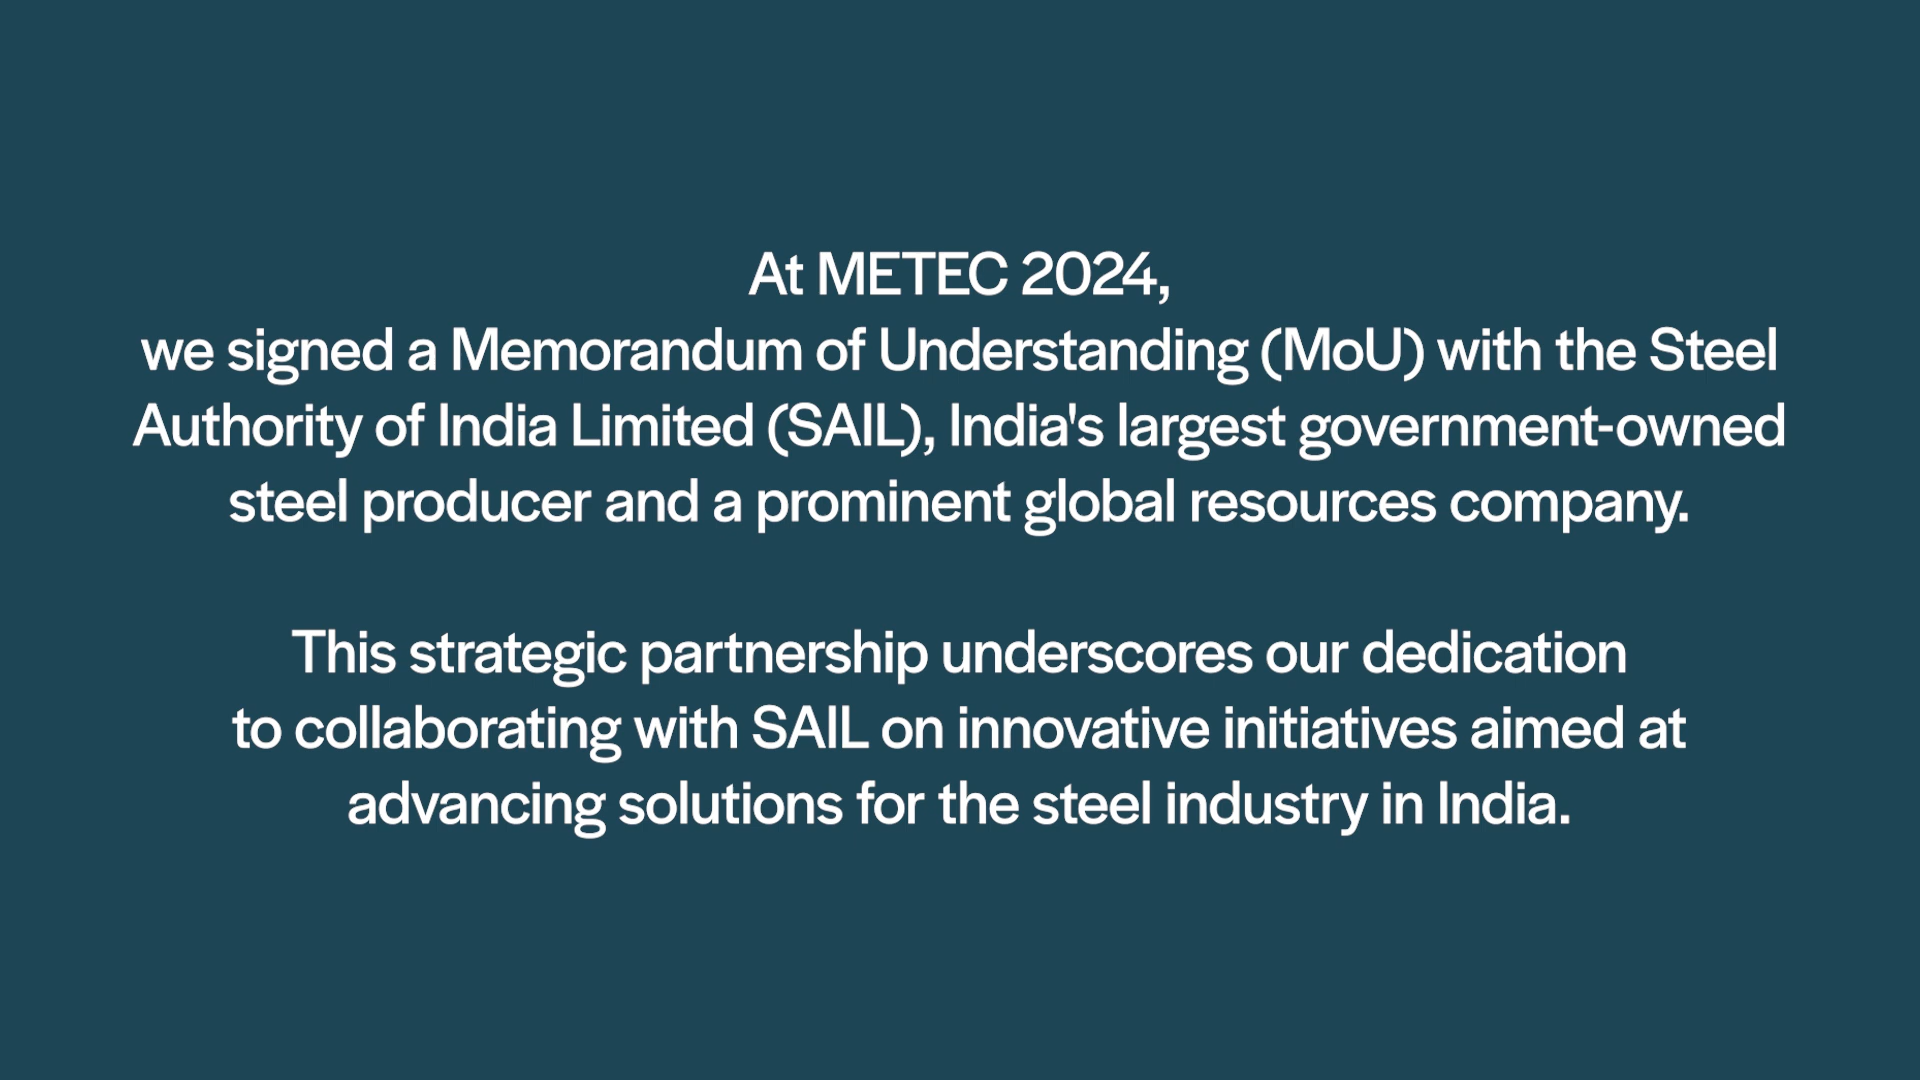 At METEC 2024,
we signed a Memorandum of Understanding (MoU) with the Steel
Authority of India Limited (SAIL), India's largest government-owned
steel producer and a prominent global resources company.
This strategic partnership underscores our dedication
to collaborating with SAIL on innovative initiatives aimed at
advancing solutions for the steel industry in India.